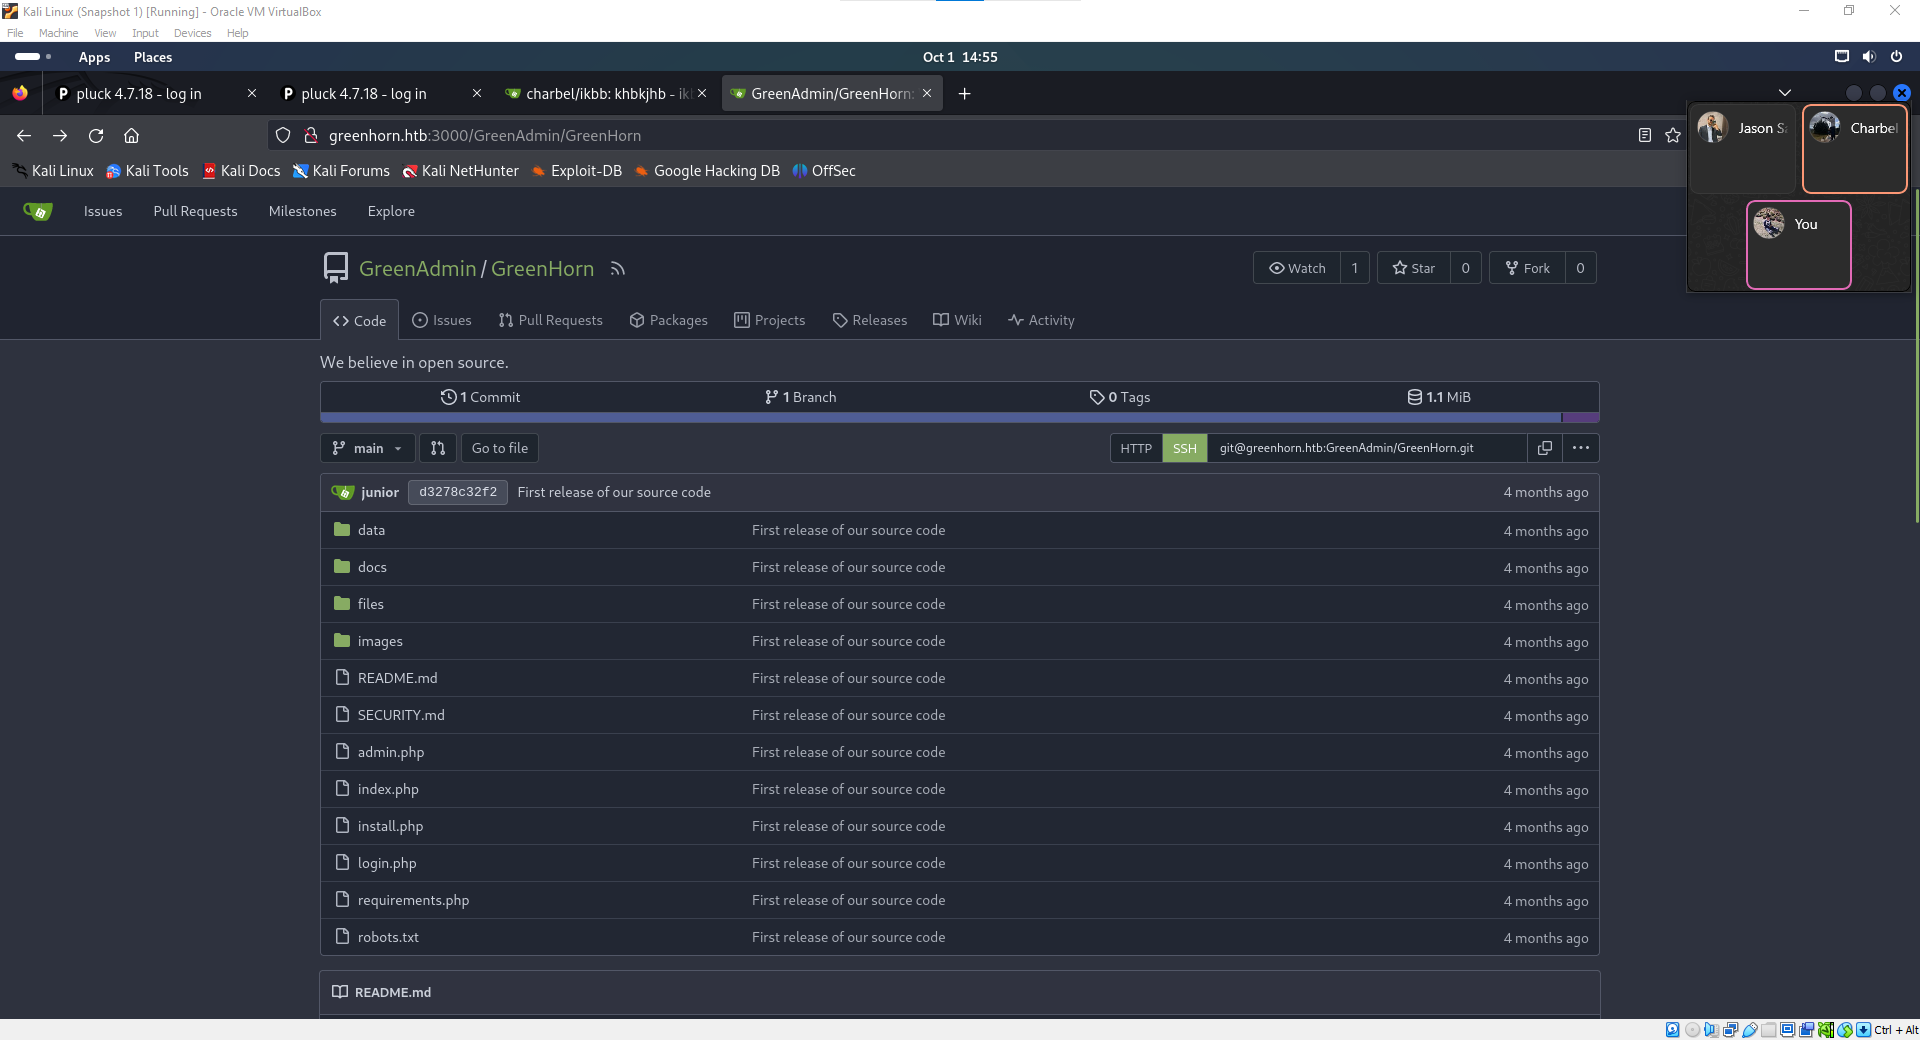 Kali Linux (Snapshot 1) [Running] - Oracle VM VirtualBox
File Machine View Input Devices Help
Apps Places Oct 1 14:55
pluck 4.7.18 - log in pluck 4.7.18 - log in charbel/ikbb: khbkjhb - ik GreenAdmin/GreenHorn:
greenhorn.htb:3000/GreenAdmin/GreenHorn
Jason S Charbel
You
Kali Linux Kali Tools Kali Docs Kali Forums Kali NetHunter Exploit-DB Google Hacking DB OffSec
Issues Pull Requests Milestones Explore
GreenAdmin / GreenHorn Watch 1 Star 0 Fork 0
Code Issues Pull Requests Packages Projects Releases Wiki Activity
We believe in open source.
1 Commit 1 Branch 0 Tags 1.1 MiB
main Go to file HTTP SSH git@greenhorn.htb:GreenAdmin/GreenHorn.git
junior d3278c32f2 First release of our source code 4 months ago
data First release of our source code 4 months ago
docs First release of our source code 4 months ago
files First release of our source code 4 months ago
images First release of our source code 4 months ago
README.md First release of our source code 4 months ago
SECURITY.md First release of our source code 4 months ago
admin.php First release of our source code 4 months ago
index.php First release of our source code 4 months ago
install.php First release of our source code 4 months ago
login.php First release of our source code 4 months ago
requirements.php First release of our source code 4 months ago
robots.txt First release of our source code 4 months ago
README.md
Ctrl + Alt